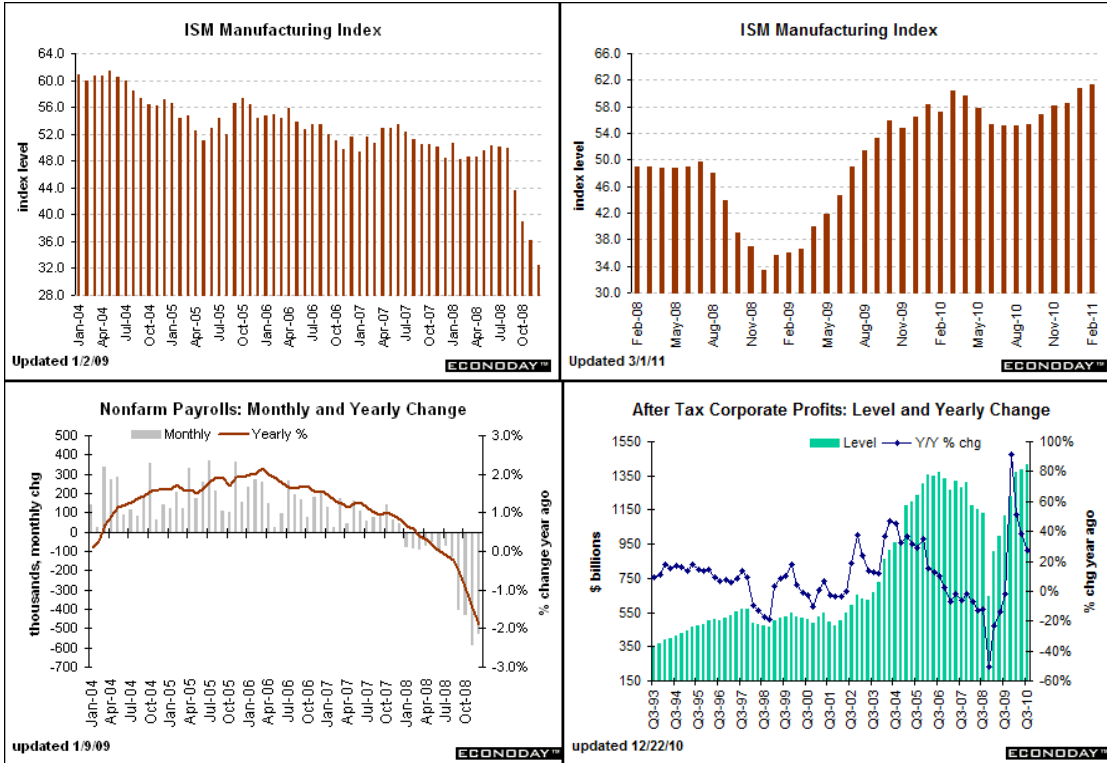 ISM Manufacturing Index
64.0
60.0
56.0
52.0
48.0
44.0
40.0
36.0
32.0
28.0
index level
Jan-04
Apr-04
Jul-04
Oct-04
Jan-05
Apr-05
Jul-05
Oct-05
Jan-06
Apr-06
Jul-06
Oct-06
Jan-07
Apr-07
Jul-07
Oct-07
Jan-08
Apr-08
Jul-08
Oct-08
Updated 1/2/09
ECONODAY™
ISM Manufacturing Index
66.0
62.0
58.0
54.0
50.0
46.0
42.0
38.0
34.0
30.0
index level
Feb-08
May-08
Aug-08
Nov-08
Feb-09
May-09
Aug-09
Nov-09
Feb-10
May-10
Aug-10
Nov-10
Feb-11
Updated 3/1/11
ECONODAY™
Nonfarm Payrolls: Monthly and Yearly Change
Monthly
Yearly %
500
400
300
200
100
0
-100
-200
-300
-400
-500
-600
-700
thousands, monthly chg
3.0%
2.0%
1.0%
0.0%
-1.0%
-2.0%
-3.0%
% change year ago
Jan-04
Apr-04
Jul-04
Oct-04
Jan-05
Apr-05
Jul-05
Oct-05
Jan-06
Apr-06
Jul-06
Oct-06
Jan-07
Apr-07
Jul-07
Oct-07
Jan-08
Apr-08
Jul-08
Oct-08
updated 1/9/09
ECONODAY™
After Tax Corporate Profits: Level and Yearly Change
Level
Y/Y % chg
1550
1350
1150
950
750
550
350
150
$ billions
100%
80%
60%
40%
20%
0%
-20%
-40%
-60%
% chg year ago
Q3-93
Q3-94
Q3-95
Q3-96
Q3-97
Q3-98
Q3-99
Q3-00
Q3-01
Q3-02
Q3-03
Q3-04
Q3-05
Q3-06
Q3-07
Q3-08
Q3-09
Q3-10
updated 12/22/10
ECONODAY™